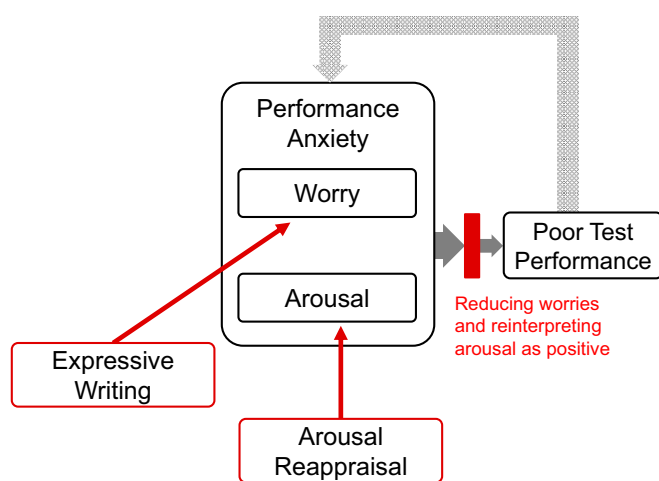 Performance
Anxiety
Worry
Arousal
Poor Test
Performance
Reducing worries
and reinterpreting
arousal as positive
Expressive
Writing
Arousal
Reappraisal